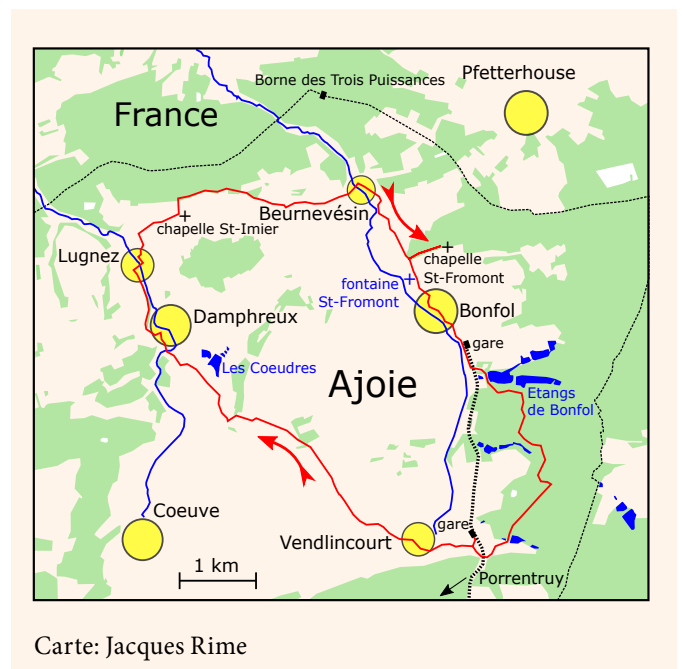 Borne des Trois Puissances
Pfetterhouse
France
Beurnevésin
chapelle St-Imier
Lugnez
chapelle
St-Fromont
fontaine
St-Fromont
Bonfol
Damphreux
gare
Les Coeudres
Ajoie
Etangs
de Bonfol
Coeuve
gare
Vendlincourt
1 km
Porrentruy
Carte: Jacques Rime